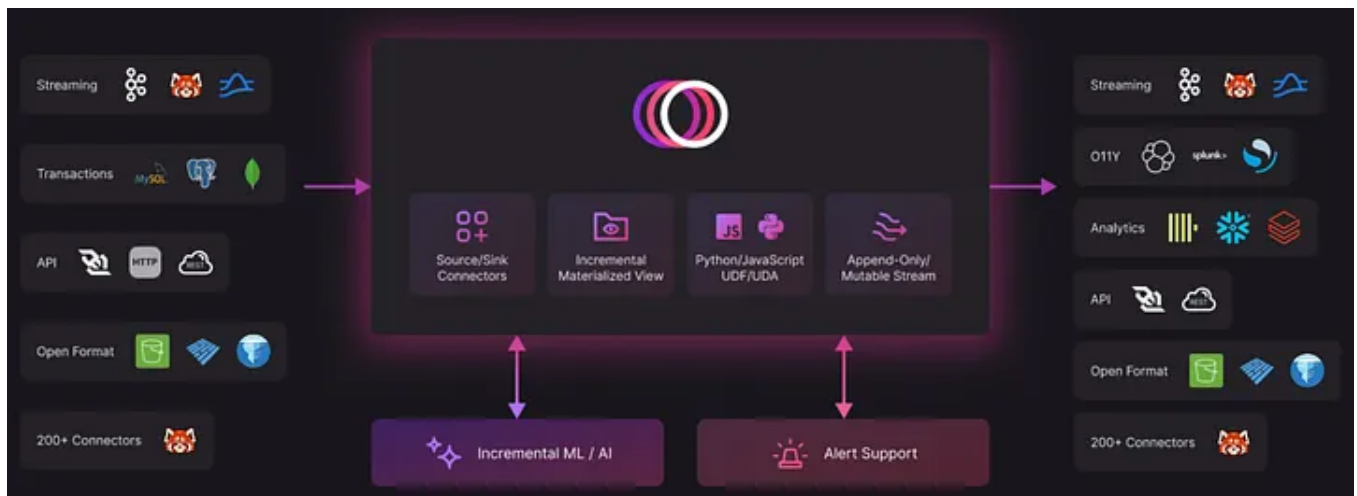 Streaming
Transactions
MySQL
API
HTTP
REST
Open Format
200+ Connectors
Source/Sink
Connectors
Incremental
Materialized View
JS
Python/JavaScript
UDF/UDA
Append-Only/
Mutable Stream
Incremental ML / AI
Alert Support
Streaming
O11Y
splunk>
Analytics
API
REST
Open Format
200+ Connectors